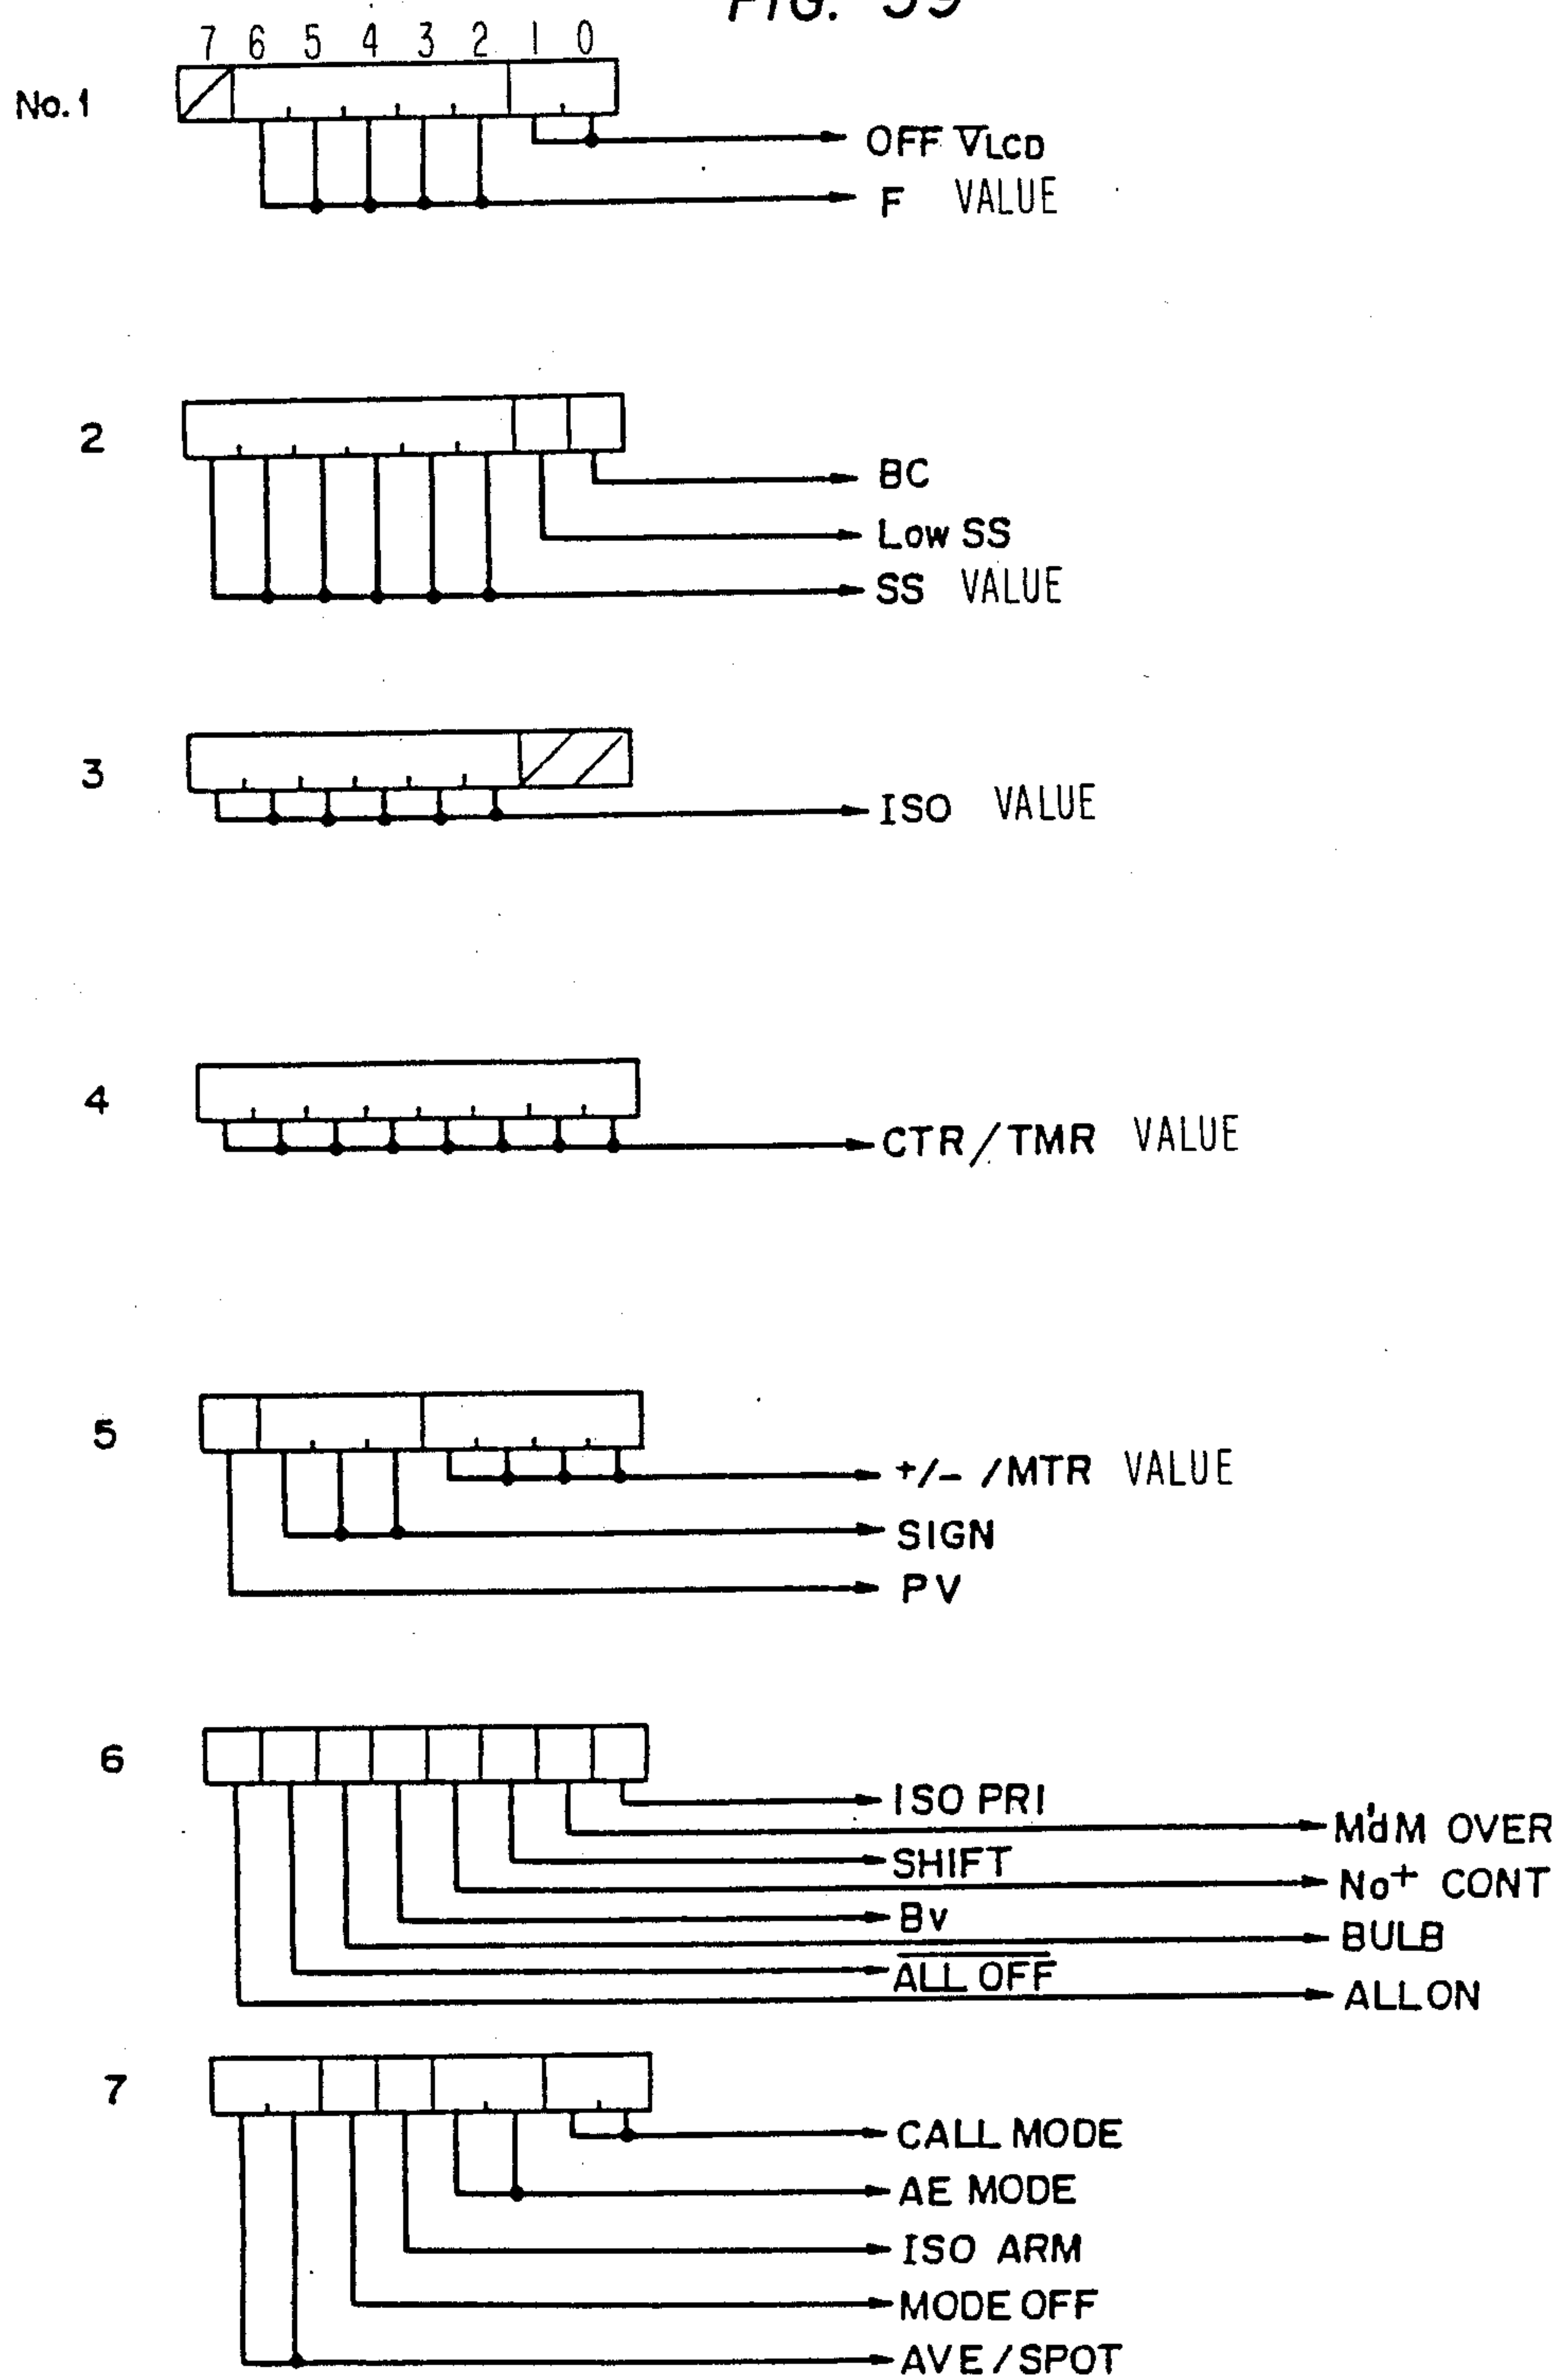 FIG. 39
7 6 5 4 3 2 1 0
No.1
OFF VLCD
F VALUE
2
BC
Low SS
SS VALUE
3
ISO VALUE
4
CTR/TMR VALUE
5
+/- /MTR VALUE
SIGN
PV
6
ISO PRI
M'dM OVER
SHIFT
No+ CONT
Bv
BULB
ALL OFF
ALL ON
7
CALL MODE
AE MODE
ISO ARM
MODE OFF
AVE/SPOT